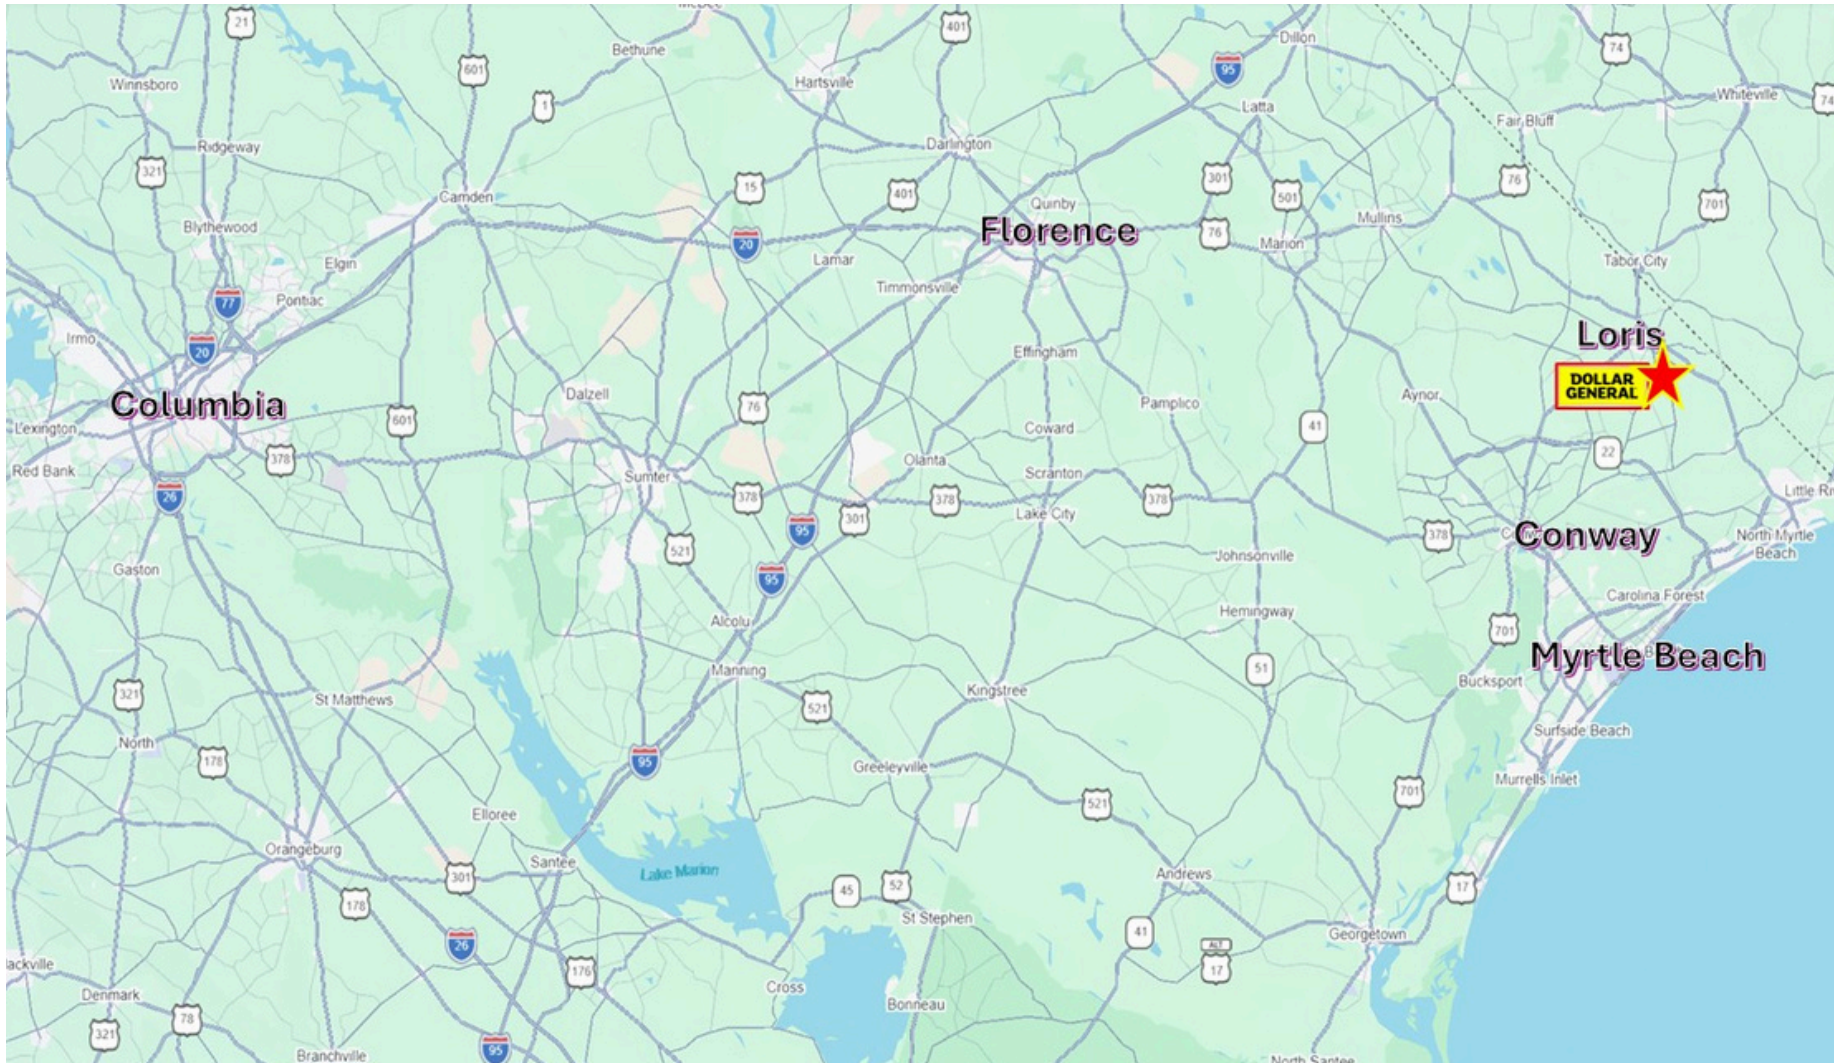 McBee
21
401
Dillon
Bethune
74
601
95
Winnsboro
Hartsville
Whiteville
1
Latta
74
Fair Bluff
Darlington
Ridgeway
321
301
76
15
401
501
Camden
Quinby
701
Blythewood
Florence
76
Mullins
20
Marion
Elgin
Lamar
Tabor City
Timmonsville
77
Pontiac
Irmo
Loris
20
Effingham
DOLLAR
GENERAL
Dalzell
Aynor
Columbia
76
Pamplico
601
41
Lexington
Coward
22
378
Olanta
Red Bank
Sumter
Scranton
26
378
378
378
Little Ri
301
Lake City
95
378
Conway
North Myrtle
Beach
521
Johnsonville
Gaston
95
Carolina Forest
Hemingway
Alcolu
701
Myrtle Beach
51
Manning
Bucksport
321
St Matthews
Kingstree
521
North
Surfside Beach
178
95
Greeleyville
Murrells Inlet
701
521
Elloree
Orangeburg
Santee
Lake Marion
Andrews
301
45
52
17
178
St Stephen
41
Georgetown
26
ALT
17
ackville
176
Cross
Denmark
Bonneau
78
321
95
Branchville
North Santee